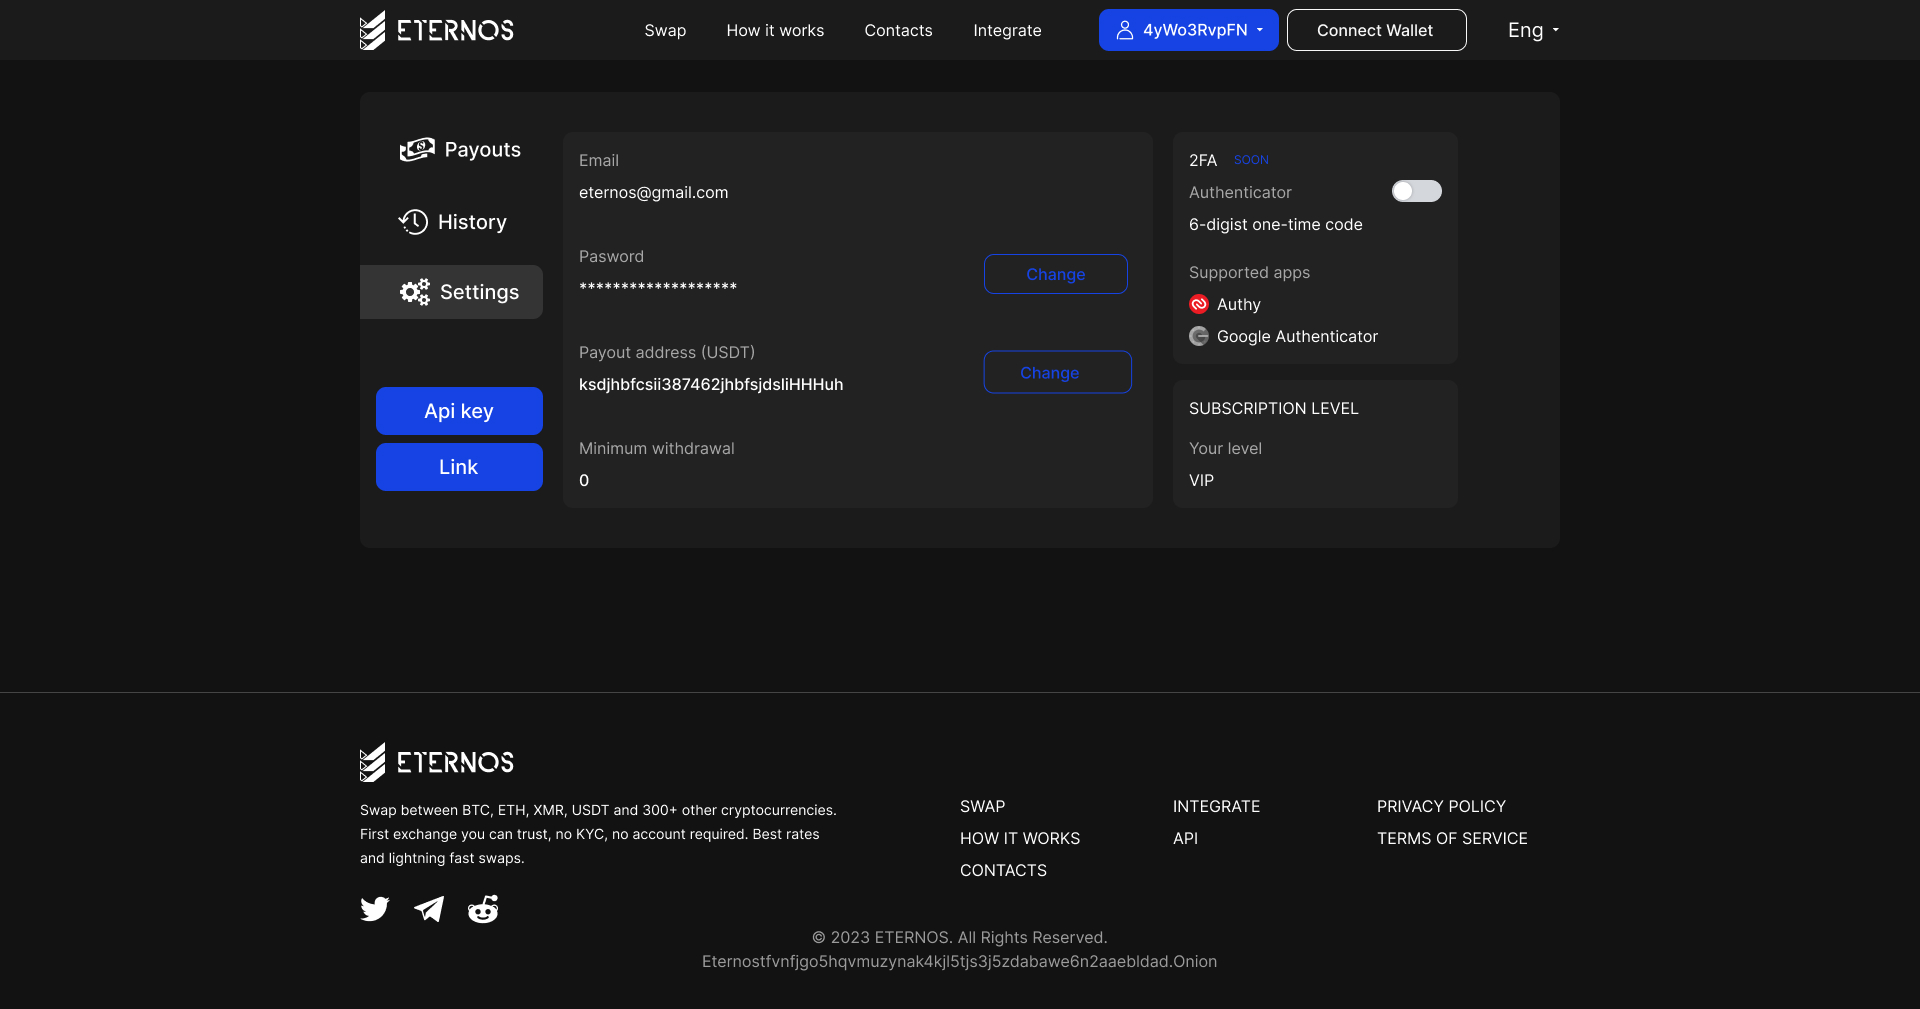 ETERNOS
Swap
How it works
Contacts
Integrate
4yWo3RvpFN
Connect Wallet
Eng
Payouts
History
Settings
Api key
Link
Email
eternos@gmail.com
Pasword
*******************
Change
Payout address (USDT)
ksdjhbfcsii387462jhbfsjdsliHHHuh
Change
Minimum withdrawal
0
2FA SOON
Authenticator
6-digist one-time code
Supported apps
Authy
Google Authenticator
SUBSCRIPTION LEVEL
Your level
VIP
ETERNOS
Swap between BTC, ETH, XMR, USDT and 300+ other cryptocurrencies.
First exchange you can trust, no KYC, no account required. Best rates
and lightning fast swaps.
SWAP
HOW IT WORKS
CONTACTS
INTEGRATE
API
PRIVACY POLICY
TERMS OF SERVICE
© 2023 ETERNOS. All Rights Reserved.
Eternostfvnfjgo5hqvmuzynak4kjl5tjs3j5zdabawe6n2aaebldad.Onion